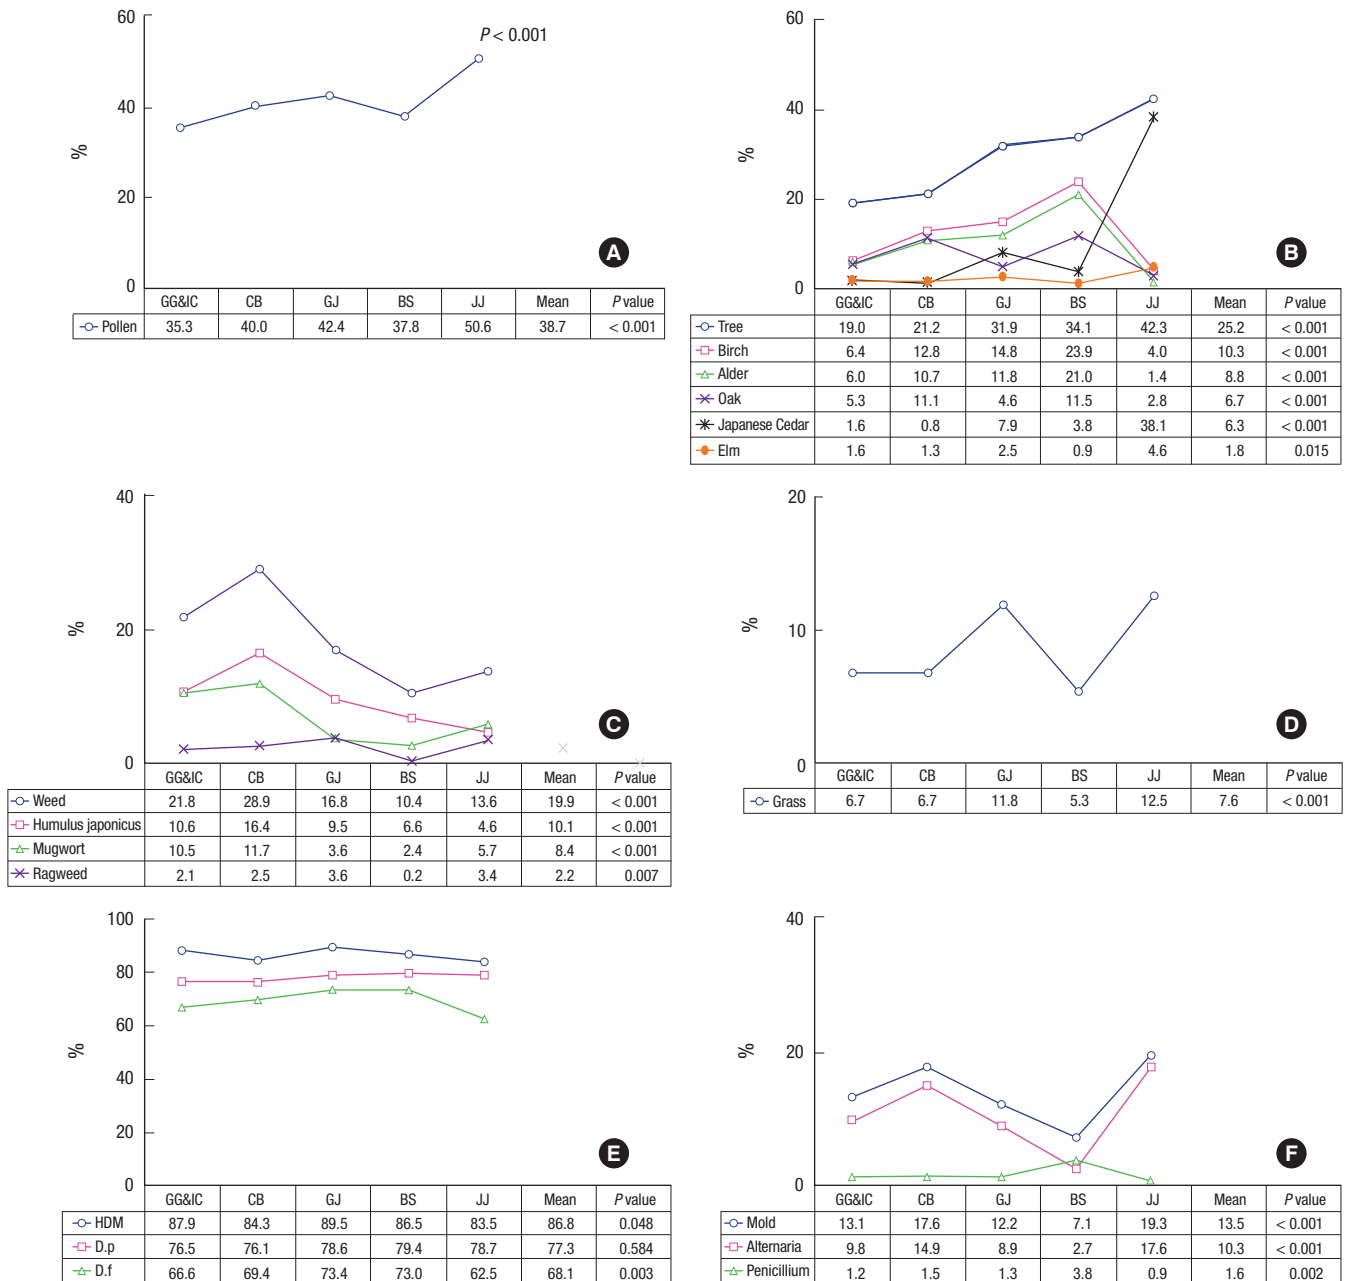 60
P < 0.001
40
%
20
A
0
GG&IC CB GJ BS JJ Mean P value
Pollen 35.3 40.0 42.4 37.8 50.6 38.7 < 0.001
60
40
%
20
B
0
GG&IC CB GJ BS JJ Mean P value
Tree 19.0 21.2 31.9 34.1 42.3 25.2 < 0.001
Birch 6.4 12.8 14.8 23.9 4.0 10.3 < 0.001
Alder 6.0 10.7 11.8 21.0 1.4 8.8 < 0.001
Oak 5.3 11.1 4.6 11.5 2.8 6.7 < 0.001
Japanese Cedar 1.6 0.8 7.9 3.8 38.1 6.3 < 0.001
Elm 1.6 1.3 2.5 0.9 4.6 1.8 0.015
40
%
20
C
0
GG&IC CB GJ BS JJ Mean P value
Weed 21.8 28.9 16.8 10.4 13.6 19.9 < 0.001
Humulus japonicus 10.6 16.4 9.5 6.6 4.6 10.1 < 0.001
Mugwort 10.5 11.7 3.6 2.4 5.7 8.4 < 0.001
Ragweed 2.1 2.5 3.6 0.2 3.4 2.2 0.007
20
%
10
D
0
GG&IC CB GJ BS JJ Mean P value
Grass 6.7 6.7 11.8 5.3 12.5 7.6 < 0.001
100
80
60
%
40
20
E
0
GG&IC CB GJ BS JJ Mean P value
HDM 87.9 84.3 89.5 86.5 83.5 86.8 0.048
D.p 76.5 76.1 78.6 79.4 78.7 77.3 0.584
D.f 66.6 69.4 73.4 73.0 62.5 68.1 0.003
40
%
20
F
0
GG&IC CB GJ BS JJ Mean P value
Mold 13.1 17.6 12.2 7.1 19.3 13.5 < 0.001
Alternaria 9.8 14.9 8.9 2.7 17.6 10.3 < 0.001
Penicillium 1.2 1.5 1.3 3.8 0.9 1.6 0.002